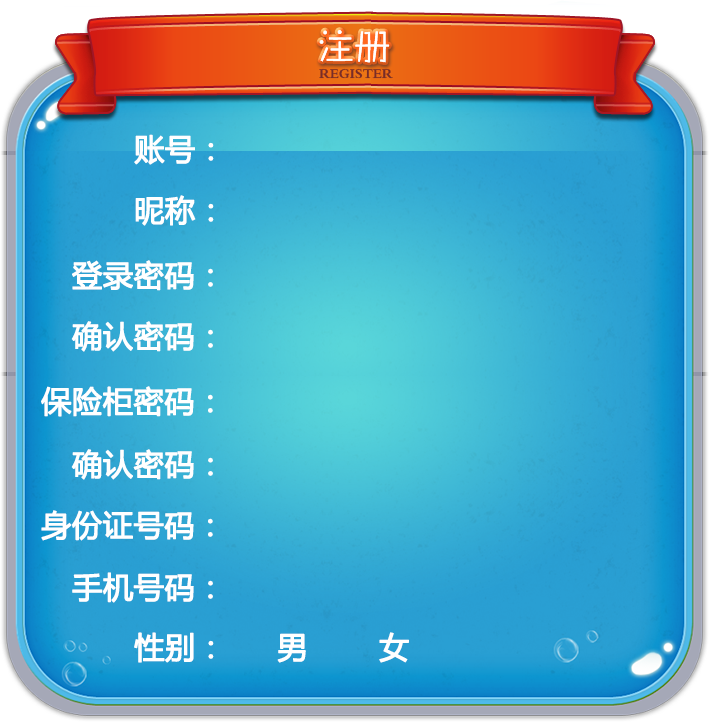 注册
REGISTER
账号：
昵称：
登录密码：
确认密码：
保险柜密码：
确认密码：
身份证号码：
手机号码：
性别： 男 女